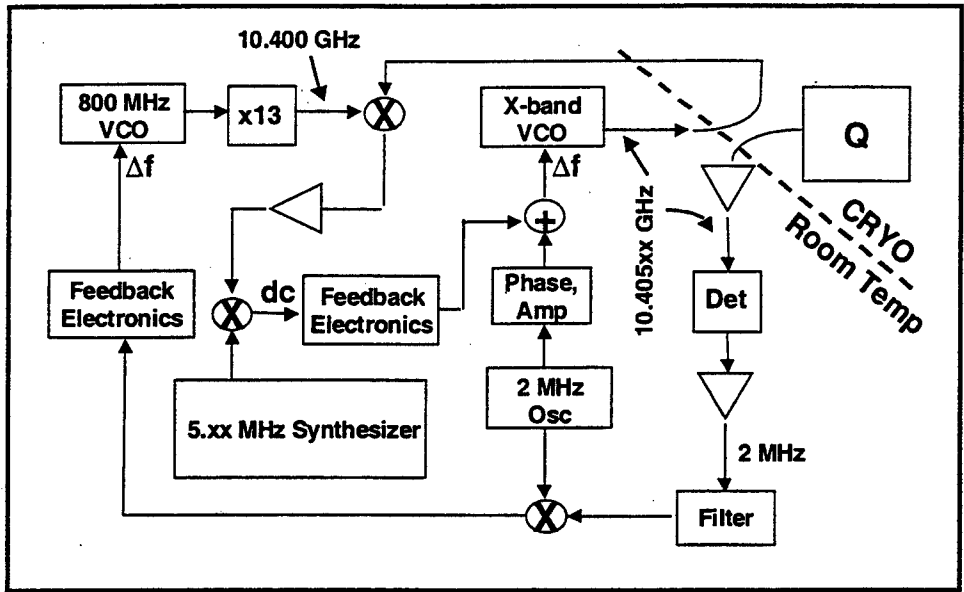 10.400 GHz
800 MHz
VCO
x13
X
X-band
VCO
Q
Δf
Δf
CRYO
Room Temp
+
10.405xx GHz
Feedback
Electronics
X
dc
Feedback
Electronics
Phase,
Amp
Det
5.xx MHz Synthesizer
2 MHz
Osc
2 MHz
X
Filter